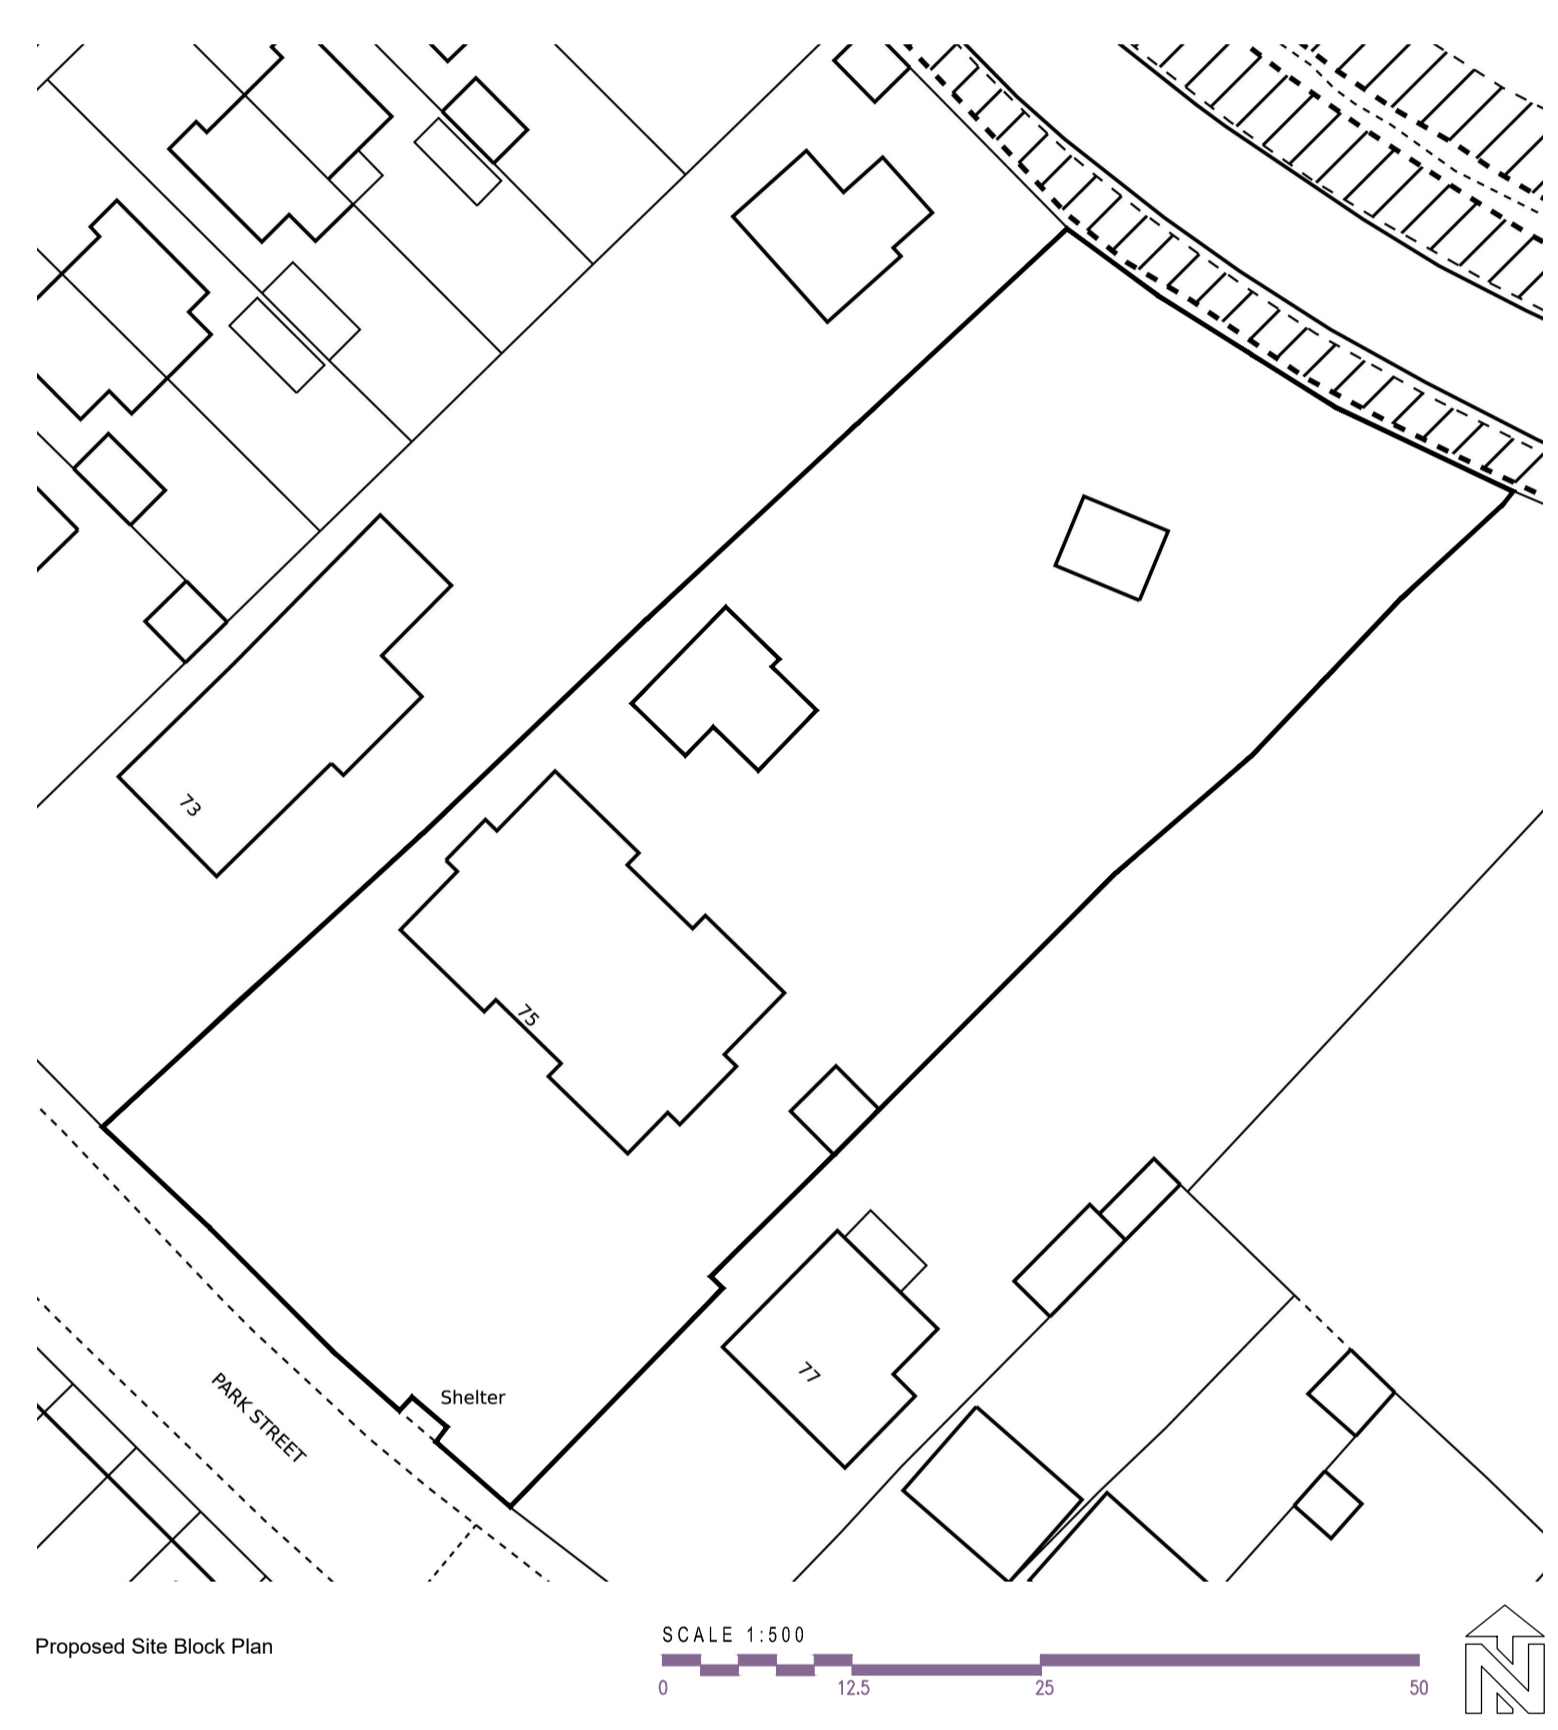 73
75
Shelter
PARK STREET
77
Proposed Site Block Plan
SCALE 1:500
0 12.5 25 50
N